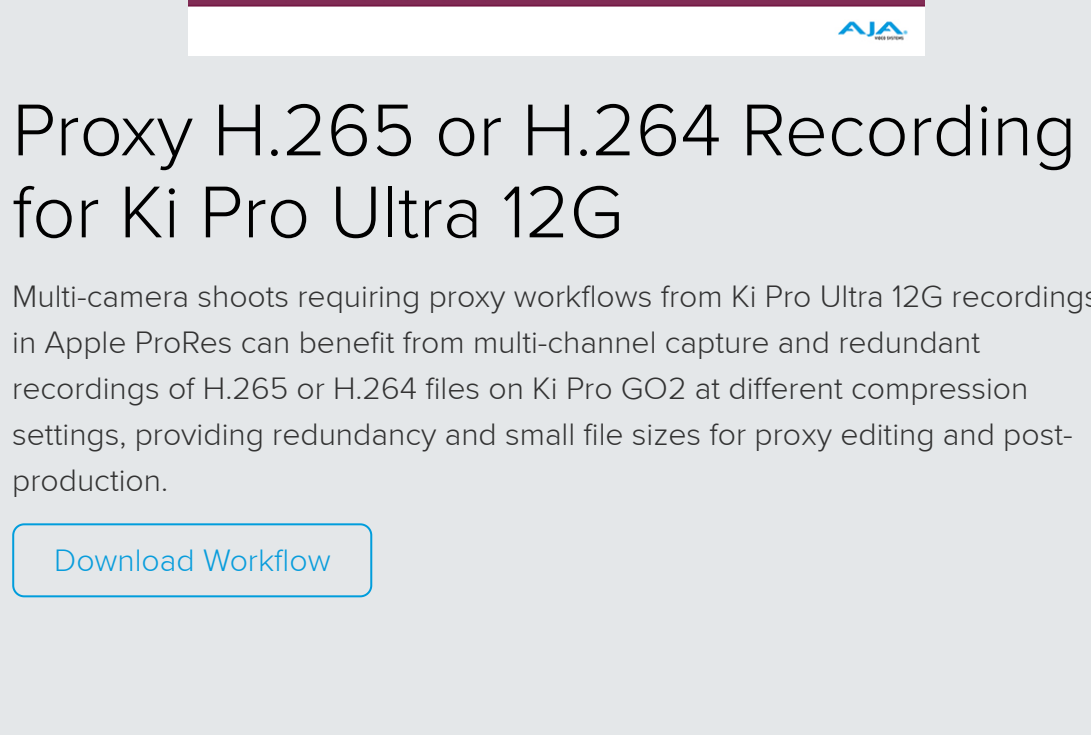 AJA
VIDEO SYSTEMS
Proxy H.265 or H.264 Recording
for Ki Pro Ultra 12G
Multi-camera shoots requiring proxy workflows from Ki Pro Ultra 12G recordings
in Apple ProRes can benefit from multi-channel capture and redundant
recordings of H.265 or H.264 files on Ki Pro GO2 at different compression
settings, providing redundancy and small file sizes for proxy editing and post-
production.
Download Workflow